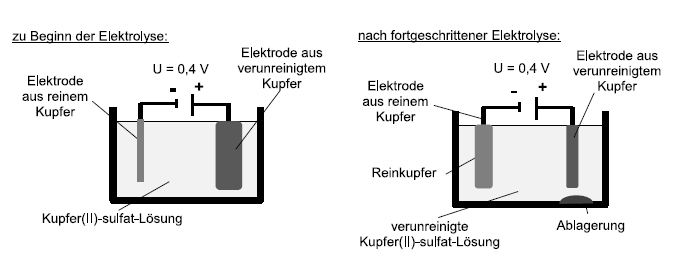 zu Beginn der Elektrolyse:
U = 0,4 V
Elektrode aus
verunreinigtem
Kupfer
Elektrode
aus reinem
Kupfer
- +
Kupfer(II)-sulfat-Lösung
nach fortgeschrittener Elektrolyse:
U = 0,4 V
Elektrode aus
verunreinigtem
Kupfer
Elektrode
aus reinem
Kupfer
- +
Reinkupfer
verunreinigte
Kupfer(II)-sulfat-Lösung
Ablagerung